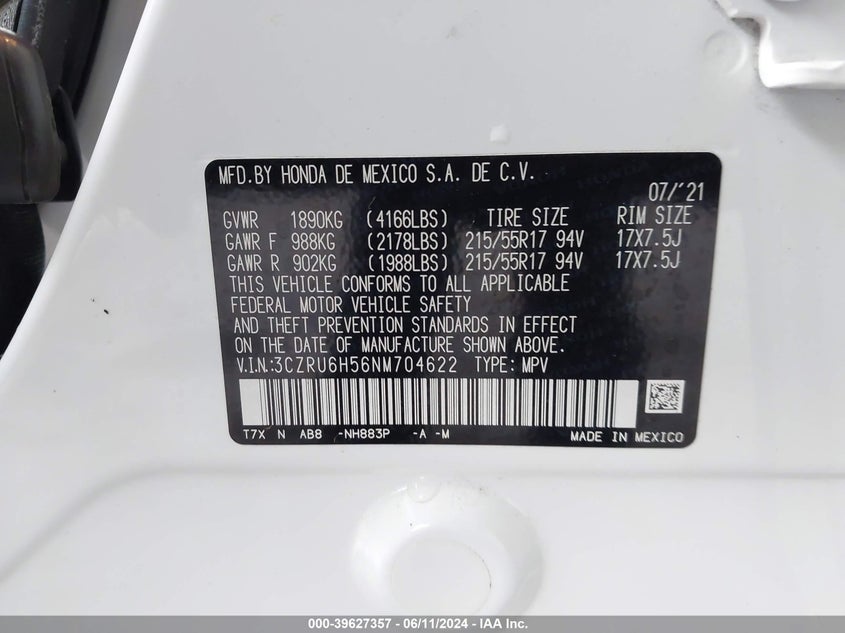 MFD.BY HONDA DE MEXICO S.A. DE C.V.
07/'21
GVWR 1890KG (4166LBS) TIRE SIZE RIM SIZE
GAWR F 988KG (2178LBS) 215/55R17 94V 17X7.5J
GAWR R 902KG (1988LBS) 215/55R17 94V 17X7.5J
THIS VEHICLE CONFORMS TO ALL APPLICABLE
FEDERAL MOTOR VEHICLE SAFETY
AND THEFT PREVENTION STANDARDS IN EFFECT
ON THE DATE OF MANUFACTURE SHOWN ABOVE.
V.I.N:3CZRU6H56NM704622 TYPE: MPV
T7X N AB8 -NH883P -A -M MADE IN MEXICO
000-39627357 - 06/11/2024 - IAA Inc.